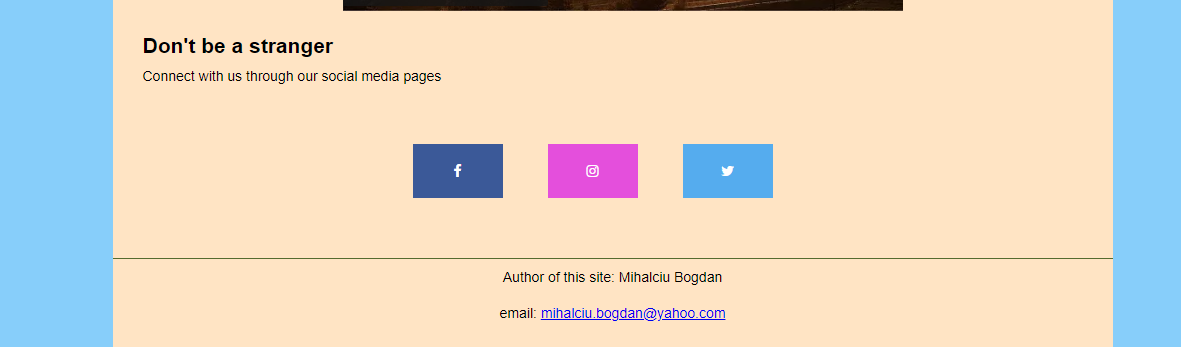 Don't be a stranger
Connect with us through our social media pages
Author of this site: Mihalciu Bogdan
email: mihalciu.bogdan@yahoo.com